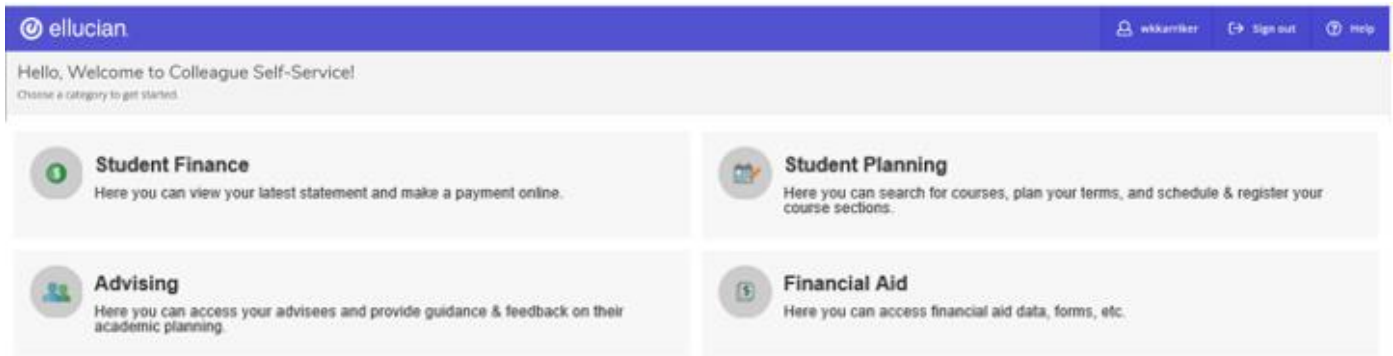 ellucian
wkkarriker Sign out Help
Hello, Welcome to Colleague Self-Service!
Choose a category to get started.
Student Finance
Here you can view your latest statement and make a payment online.
Student Planning
Here you can search for courses, plan your terms, and schedule & register your
course sections.
Advising
Here you can access your advisees and provide guidance & feedback on their
academic planning.
Financial Aid
Here you can access financial aid data, forms, etc.